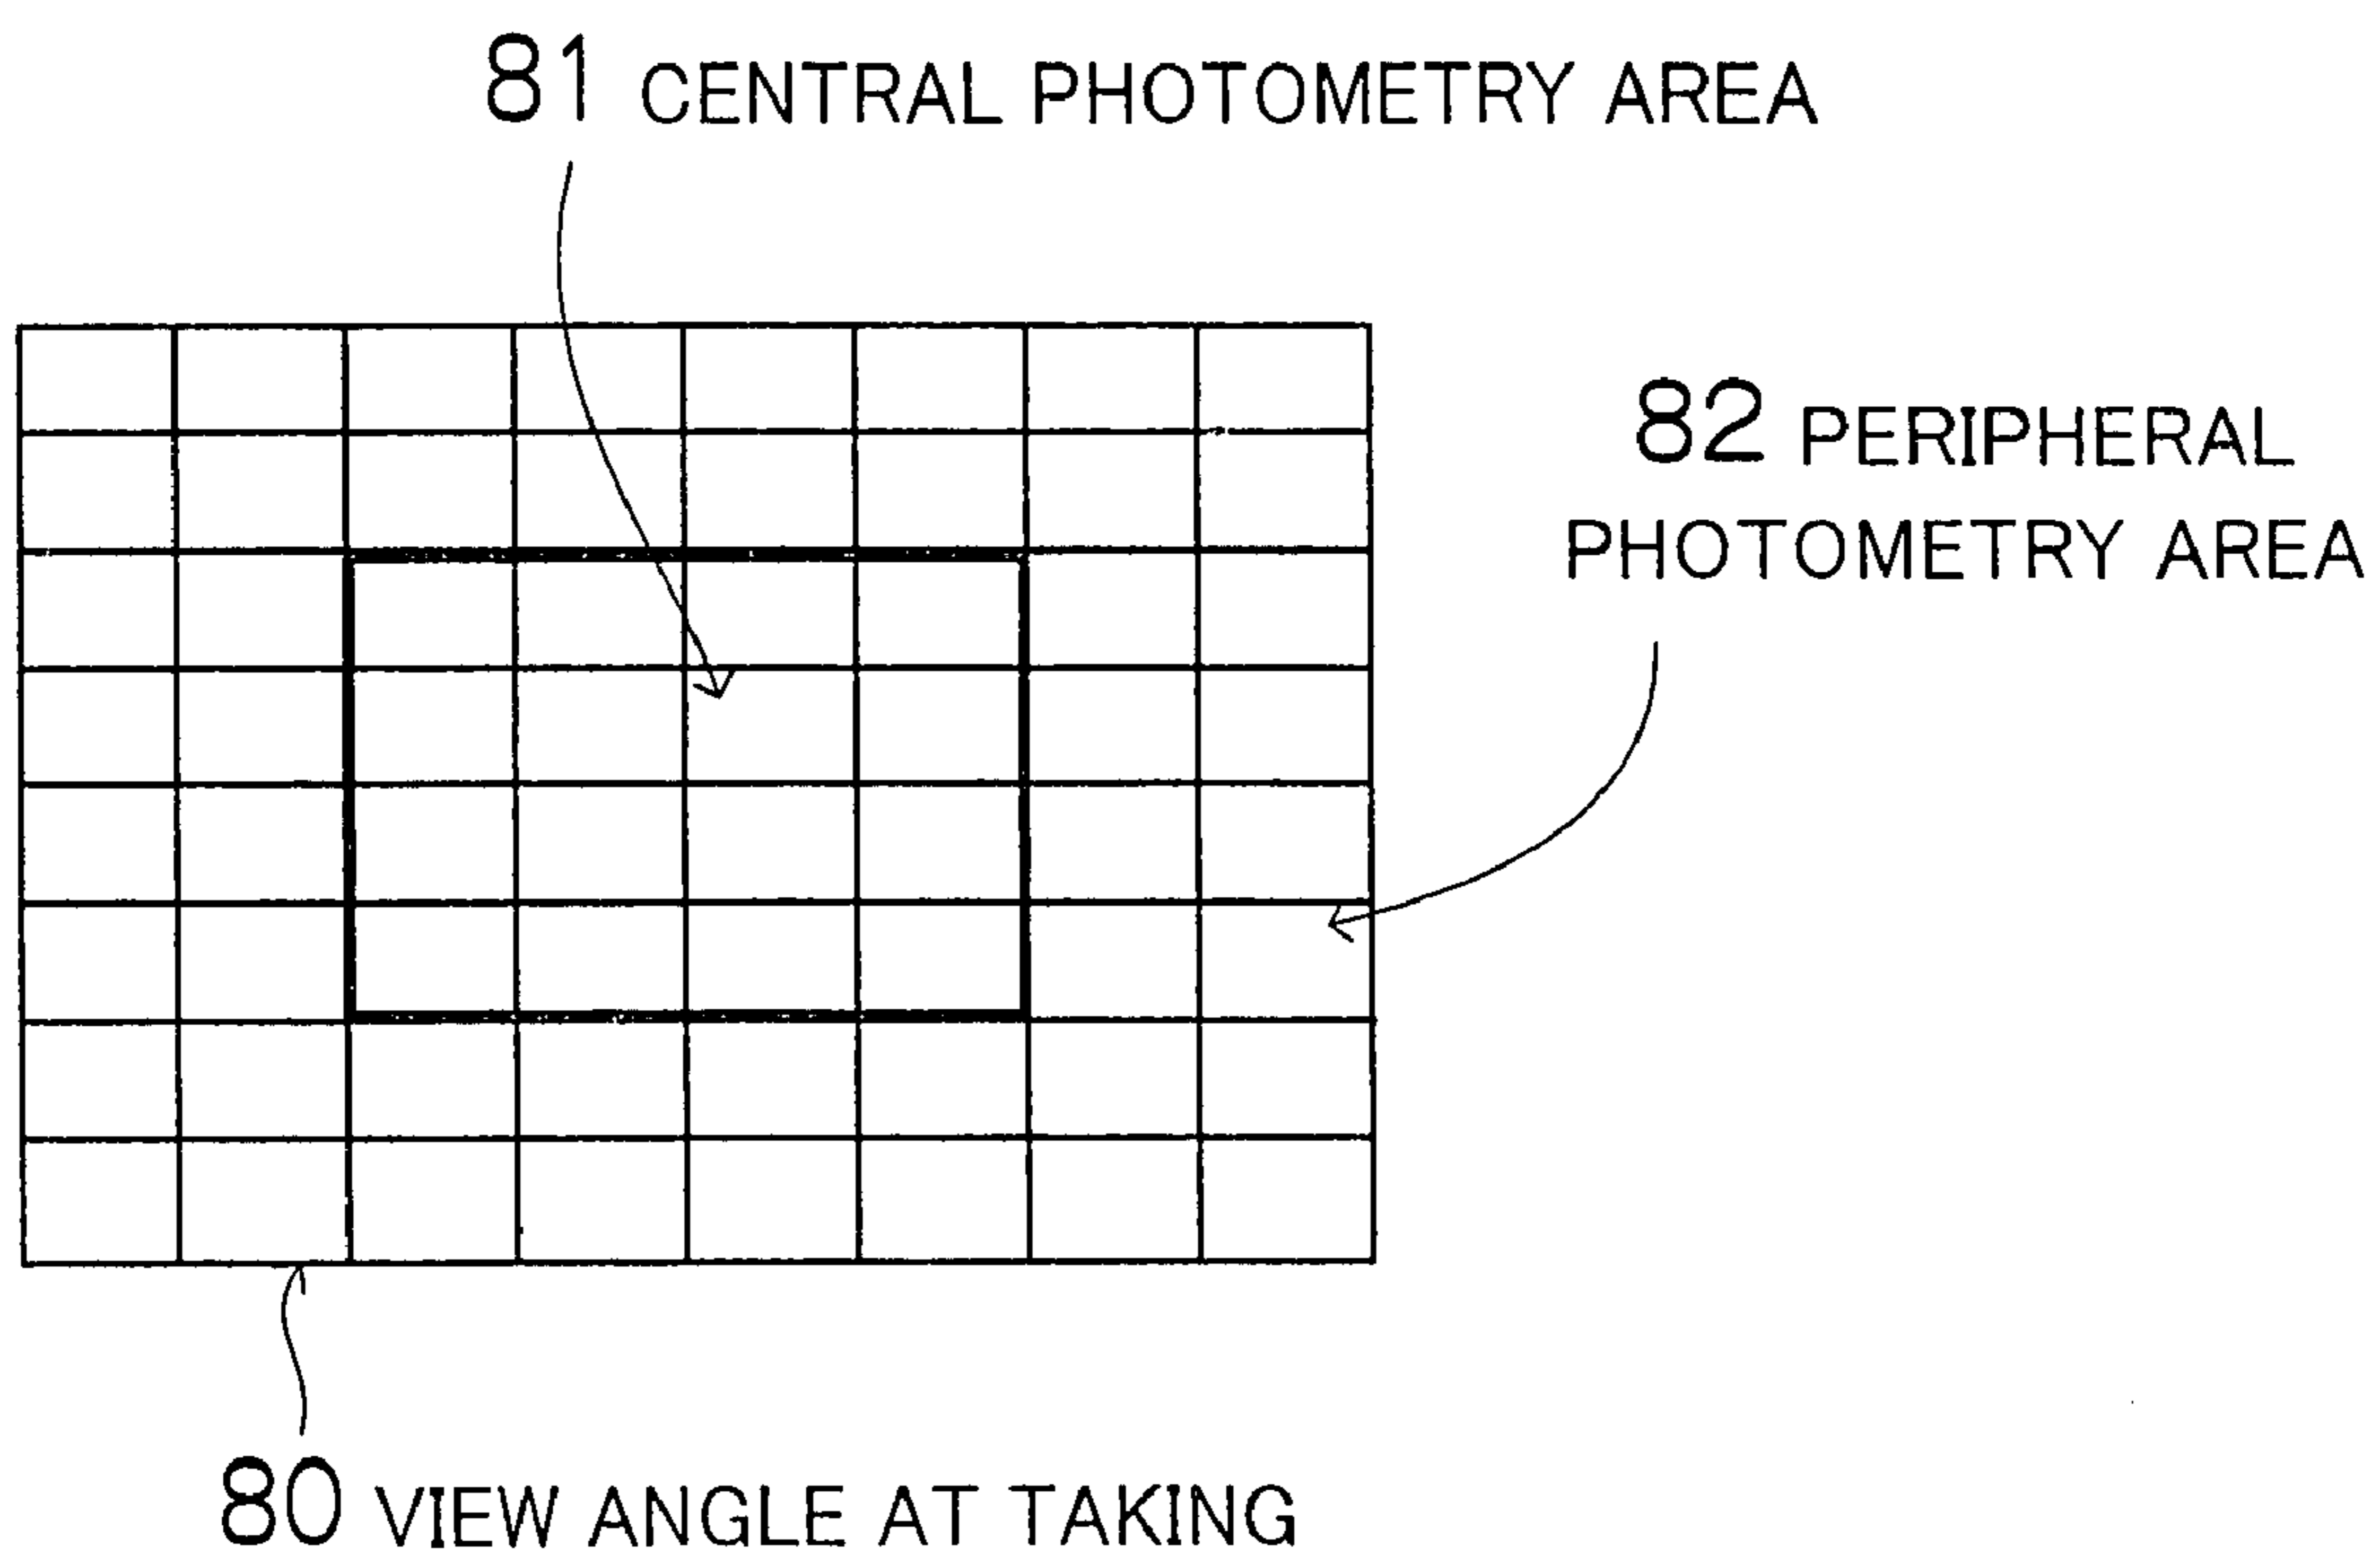 81 CENTRAL PHOTOMETRY AREA
82 PERIPHERAL
PHOTOMETRY AREA
80 VIEW ANGLE AT TAKING